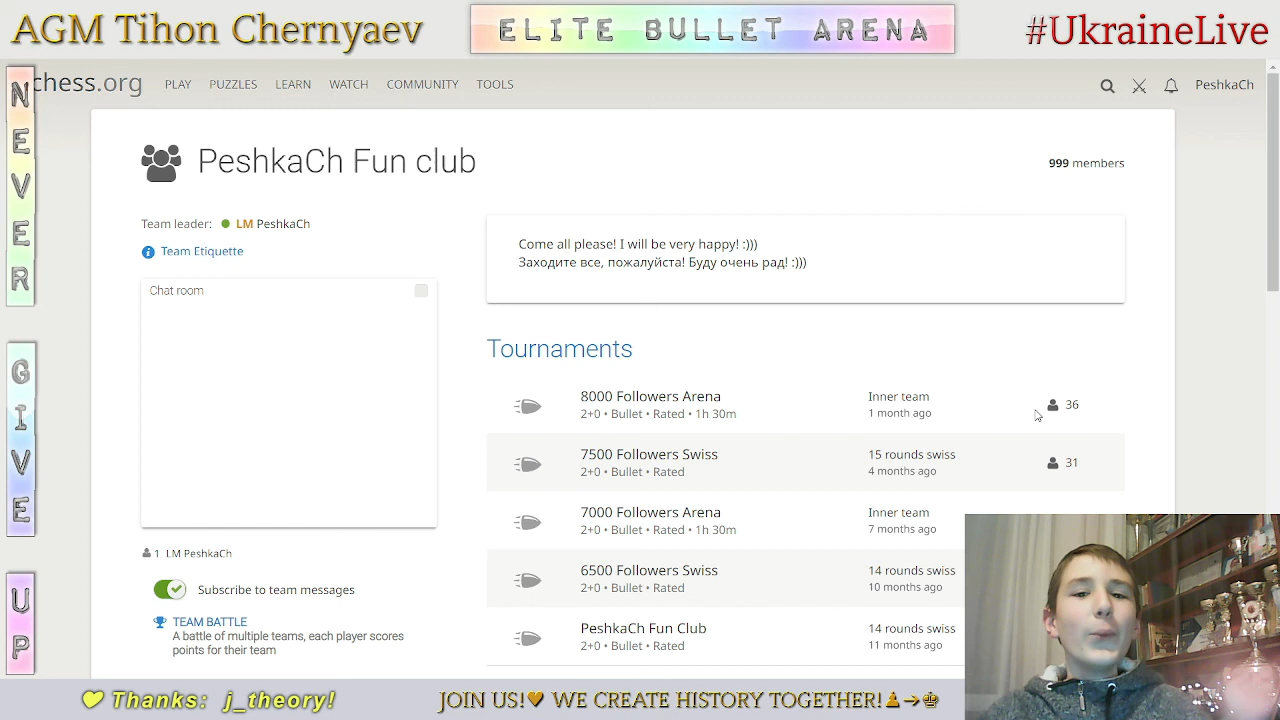 AGM Tihon Chernyaev
ELITE BULLET ARENA
#UkraineLive
NEVER
GIVE
UP
chess.org
PLAY
PUZZLES
LEARN
WATCH
COMMUNITY
TOOLS
PeshkaCh
PeshkaCh Fun club
999 members
Team leader: LM PeshkaCh
Team Etiquette
Chat room
Come all please! I will be very happy! :)))
Заходите все, пожалуйста! Буду очень рад! :)))
Tournaments
8000 Followers Arena
2+0 • Bullet • Rated • 1h 30m
Inner team
1 month ago
36
7500 Followers Swiss
2+0 • Bullet • Rated
15 rounds swiss
4 months ago
31
7000 Followers Arena
2+0 • Bullet • Rated • 1h 30m
Inner team
7 months ago
6500 Followers Swiss
2+0 • Bullet • Rated
14 rounds swiss
10 months ago
PeshkaCh Fun Club
2+0 • Bullet • Rated
14 rounds swiss
11 months ago
1 LM PeshkaCh
Subscribe to team messages
TEAM BATTLE
A battle of multiple teams, each player scores
points for their team
Thanks: j_theory!
JOIN US!🧡 WE CREATE HISTORY TOGETHER!♟→♚